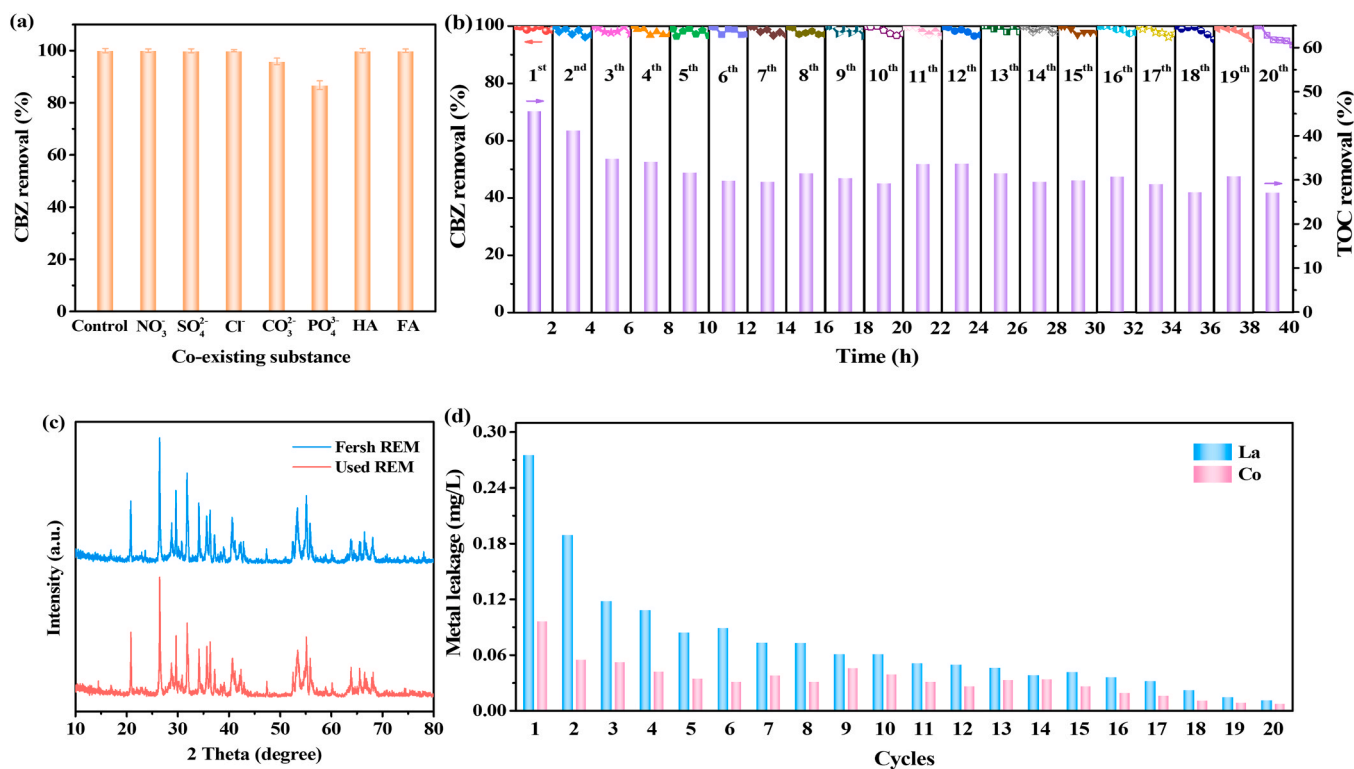 (a)
CBZ removal (%)
100
80
60
40
20
0
Control NO₃⁻ SO₄²⁻ Cl⁻ CO₃²⁻ PO₄³⁻ HA FA
Co-existing substance
(b)
CBZ removal (%)
100
80
60
40
20
0
1st 2nd 3th 4th 5th 6th 7th 8th 9th 10th 11th 12th 13th 14th 15th 16th 17th 18th 19th 20th
60
50
40
30
20
10
0
TOC removal (%)
2 4 6 8 10 12 14 16 18 20 22 24 26 28 30 32 34 36 38 40
Time (h)
(c)
Fersh REM
Used REM
Intensity (a.u.)
10 20 30 40 50 60 70 80
2 Theta (degree)
(d)
La
Co
Metal leakage (mg/L)
0.30
0.24
0.18
0.12
0.06
0.00
1 2 3 4 5 6 7 8 9 10 11 12 13 14 15 16 17 18 19 20
Cycles